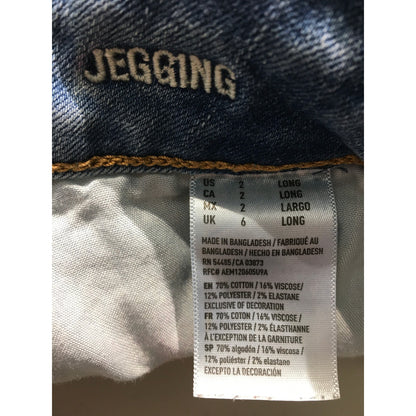 JEGGING
US 2 LONG
CA 2 LONG
MX 2 LARGO
UK 6 LONG
MADE IN BANGLADESH / FABRIQUÉ AU
BANGLADESH / HECHO EN BANGLADESH
RN 54485/CA 03873
RFC# AEM120605U9A
EN 70% COTTON / 16% VISCOSE/
12% POLYESTER / 2% ELASTANE
EXCLUSIVE OF DECORATION
FR 70% COTON / 16% VISCOSE/
12% POLYESTER / 2% ÉLASTHANNE
À L'EXCEPTION DE LA GARNITURE
SP 70% algodón / 16% viscosa /
12% poliéster / 2% elastano
EXCEPTO LA DECORACIÓN